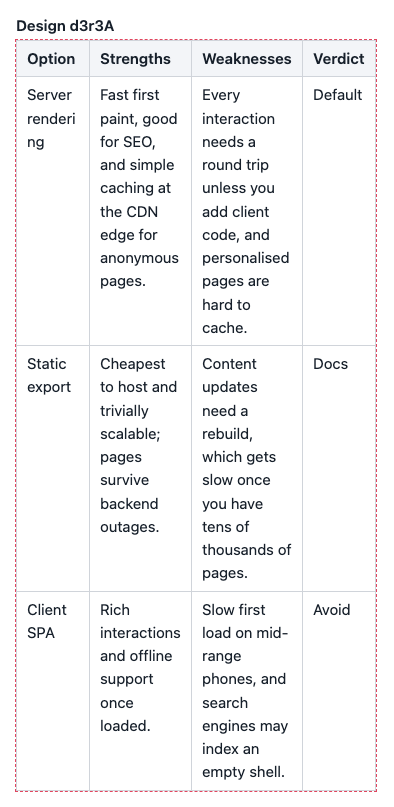 Design d3r3A
Option Strengths Weaknesses Verdict
Server
renderi
ng
Fast first
paint, good
for SEO,
and simple
caching at
the CDN
edge for
anonymous
pages.
Every
interaction
needs a
round trip
unless you
add client
code, and
personalised
pages are
hard to
cache.
Default
Static
export
Cheapest
to host and
trivially
scalable;
pages
survive
backend
outages.
Content
updates
need a
rebuild,
which gets
slow once
you have
tens of
thousands of
pages.
Docs
Client
SPA
Rich
interactions
and offline
support
once
loaded.
Slow first
load on mid-
range
phones, and
search
engines may
index an
empty shell.
Avoid